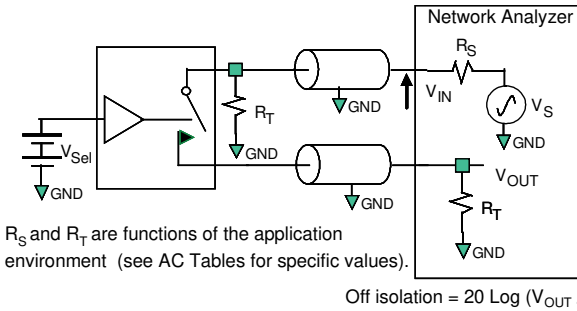 Network Analyzer
R_S
V_IN
V_S
GND
GND
R_T
GND
V_Sel
GND
GND
V_OUT
R_T
GND
R_S and R_T are functions of the application
environment (see AC Tables for specific values).
Off isolation = 20 Log (V_OUT